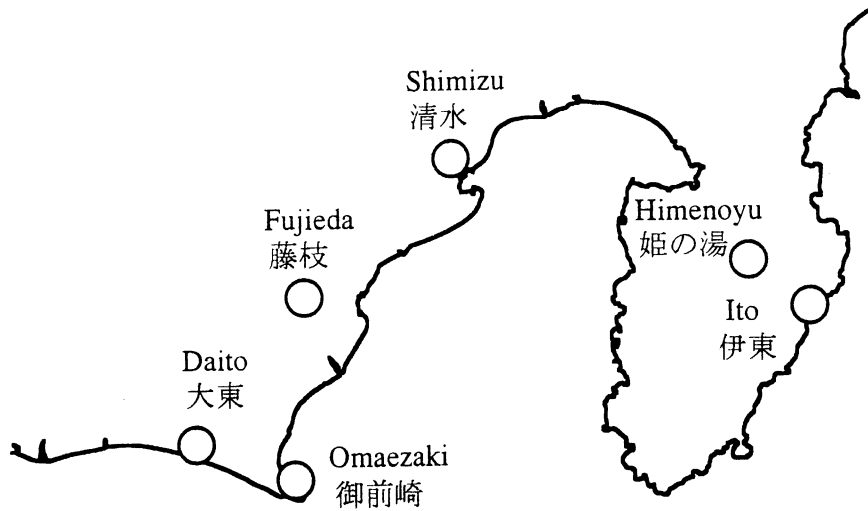 Shimizu
清水
Fujieda
藤枝
Himenoyu
姫の湯
Ito
伊東
Daito
大東
Omaezaki
御前崎